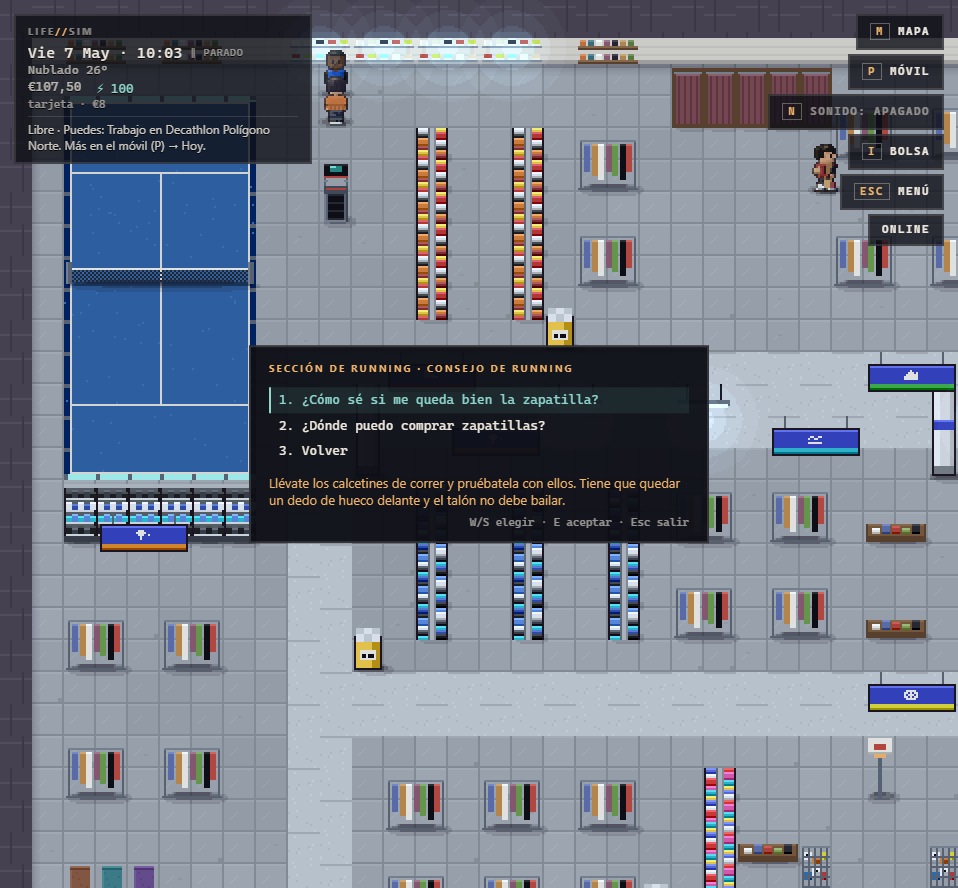 LIFE//SIM
Vie 7 May · 10:03 PARADO
Nublado 26º
€107,50 ⚡ 100
tarjeta · €8
Libre · Puedes: Trabajo en Decathlon Polígono
Norte. Más en el móvil (P) → Hoy.
M MAPA
P MÓVIL
N SONIDO: APAGADO
I BOLSA
ESC MENÚ
ONLINE
SECCIÓN DE RUNNING · CONSEJO DE RUNNING
1. ¿Cómo sé si me queda bien la zapatilla?
2. ¿Dónde puedo comprar zapatillas?
3. Volver
Llévate los calcetines de correr y pruébatela con ellos. Tiene que quedar
un dedo de hueco delante y el talón no debe bailar.
W/S elegir · E aceptar · Esc salir